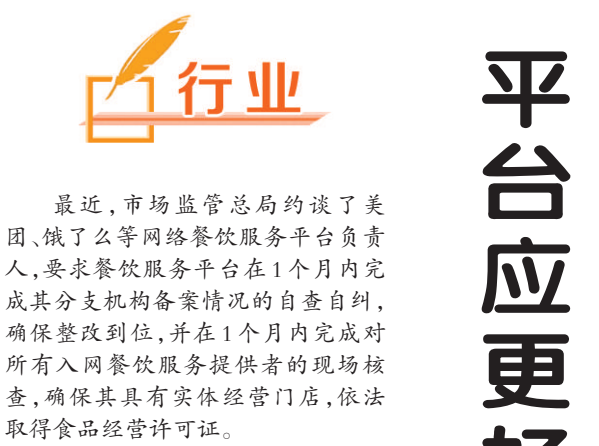 行业
平台应更
最近，市场监管总局约谈了美
团、饿了么等网络餐饮服务平台负责
人，要求餐饮服务平台在1个月内完
成其分支机构备案情况的自查自纠，
确保整改到位，并在1个月内完成对
所有入网餐饮服务提供者的现场核
查，确保其具有实体经营门店，依法
取得食品经营许可证。